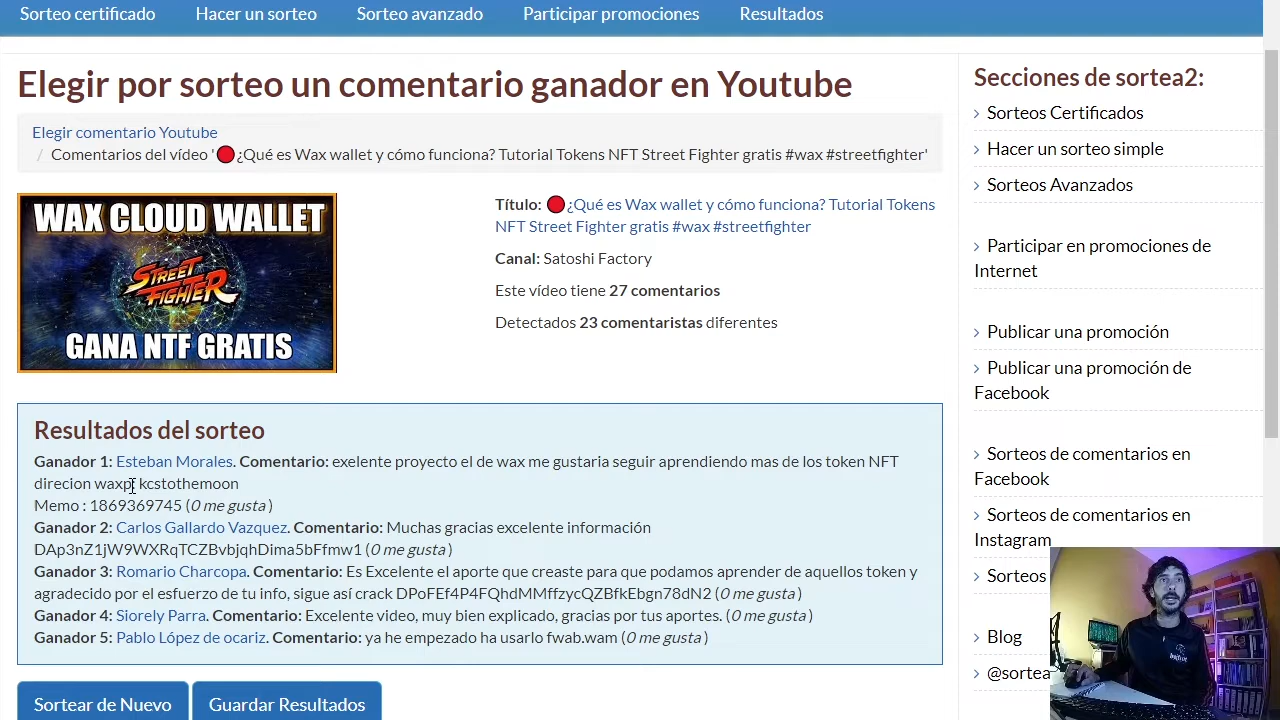 Sorteo certificado Hacer un sorteo Sorteo avanzado Participar promociones Resultados
Elegir por sorteo un comentario ganador en Youtube
Elegir comentario Youtube
/ Comentarios del vídeo '🔴¿Qué es Wax wallet y cómo funciona? Tutorial Tokens NFT Street Fighter gratis #wax #streetfighter'
WAX CLOUD WALLET
STREET
FIGHTER
GANA NTF GRATIS
Título: 🔴¿Qué es Wax wallet y cómo funciona? Tutorial Tokens
NFT Street Fighter gratis #wax #streetfighter
Canal: Satoshi Factory
Este vídeo tiene 27 comentarios
Detectados 23 comentaristas diferentes
Resultados del sorteo
Ganador 1: Esteban Morales. Comentario: exelente proyecto el de wax me gustaria seguir aprendiendo mas de los token NFT
direcion kcstothemoon
Memo : 1869369745 (0 me gusta )
Ganador 2: Carlos Gallardo Vazquez. Comentario: Muchas gracias excelente información
DAp3nZ1jW9WXRqTCZBvbjqhDima5bFfmw1 (0 me gusta )
Ganador 3: Romario Charcopa. Comentario: Es Excelente el aporte que creaste para que podamos aprender de aquellos token y
agradecido por el esfuerzo de tu info, sigue así crack DPoFEf4P4FQhdMMffzycQZBfkEbgn78dN2 (0 me gusta )
Ganador 4: Siorely Parra. Comentario: Excelente video, muy bien explicado, gracias por tus aportes. (0 me gusta )
Ganador 5: Pablo López de ocariz. Comentario: ya he empezado ha usarlo fwab.wam (0 me gusta )
Sortear de Nuevo Guardar Resultados
Secciones de sortea2:
Sorteos Certificados
Hacer un sorteo simple
Sorteos Avanzados
Participar en promociones de
Internet
Publicar una promoción
Publicar una promoción de
Facebook
Sorteos de comentarios en
Facebook
Sorteos de comentarios en
Instagram
Sorteos
Blog
@sortea